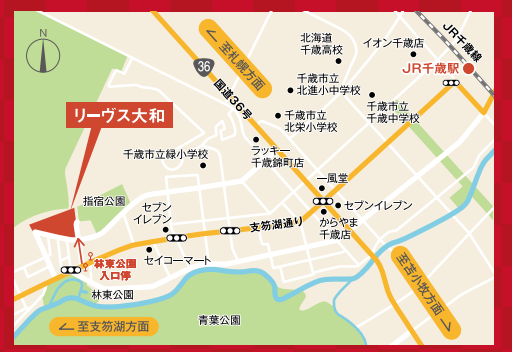 N
至札幌方面
36
国道36号
北海道
千歳高校
イオン千歳店
JR千歳線
JR千歳駅
千歳市立
北進小中学校
千歳市立
千歳中学校
千歳市立
北栄小学校
リーヴス大和
千歳市立緑小学校
ラッキー
千歳錦町店
指宿公園
一風堂
セブンイレブン
セブン
イレブン
支笏湖通り
からやま
千歳店
セイコーマート
林東公園
入口停
林東公園
至苫小牧方面
至支笏湖方面
青葉公園